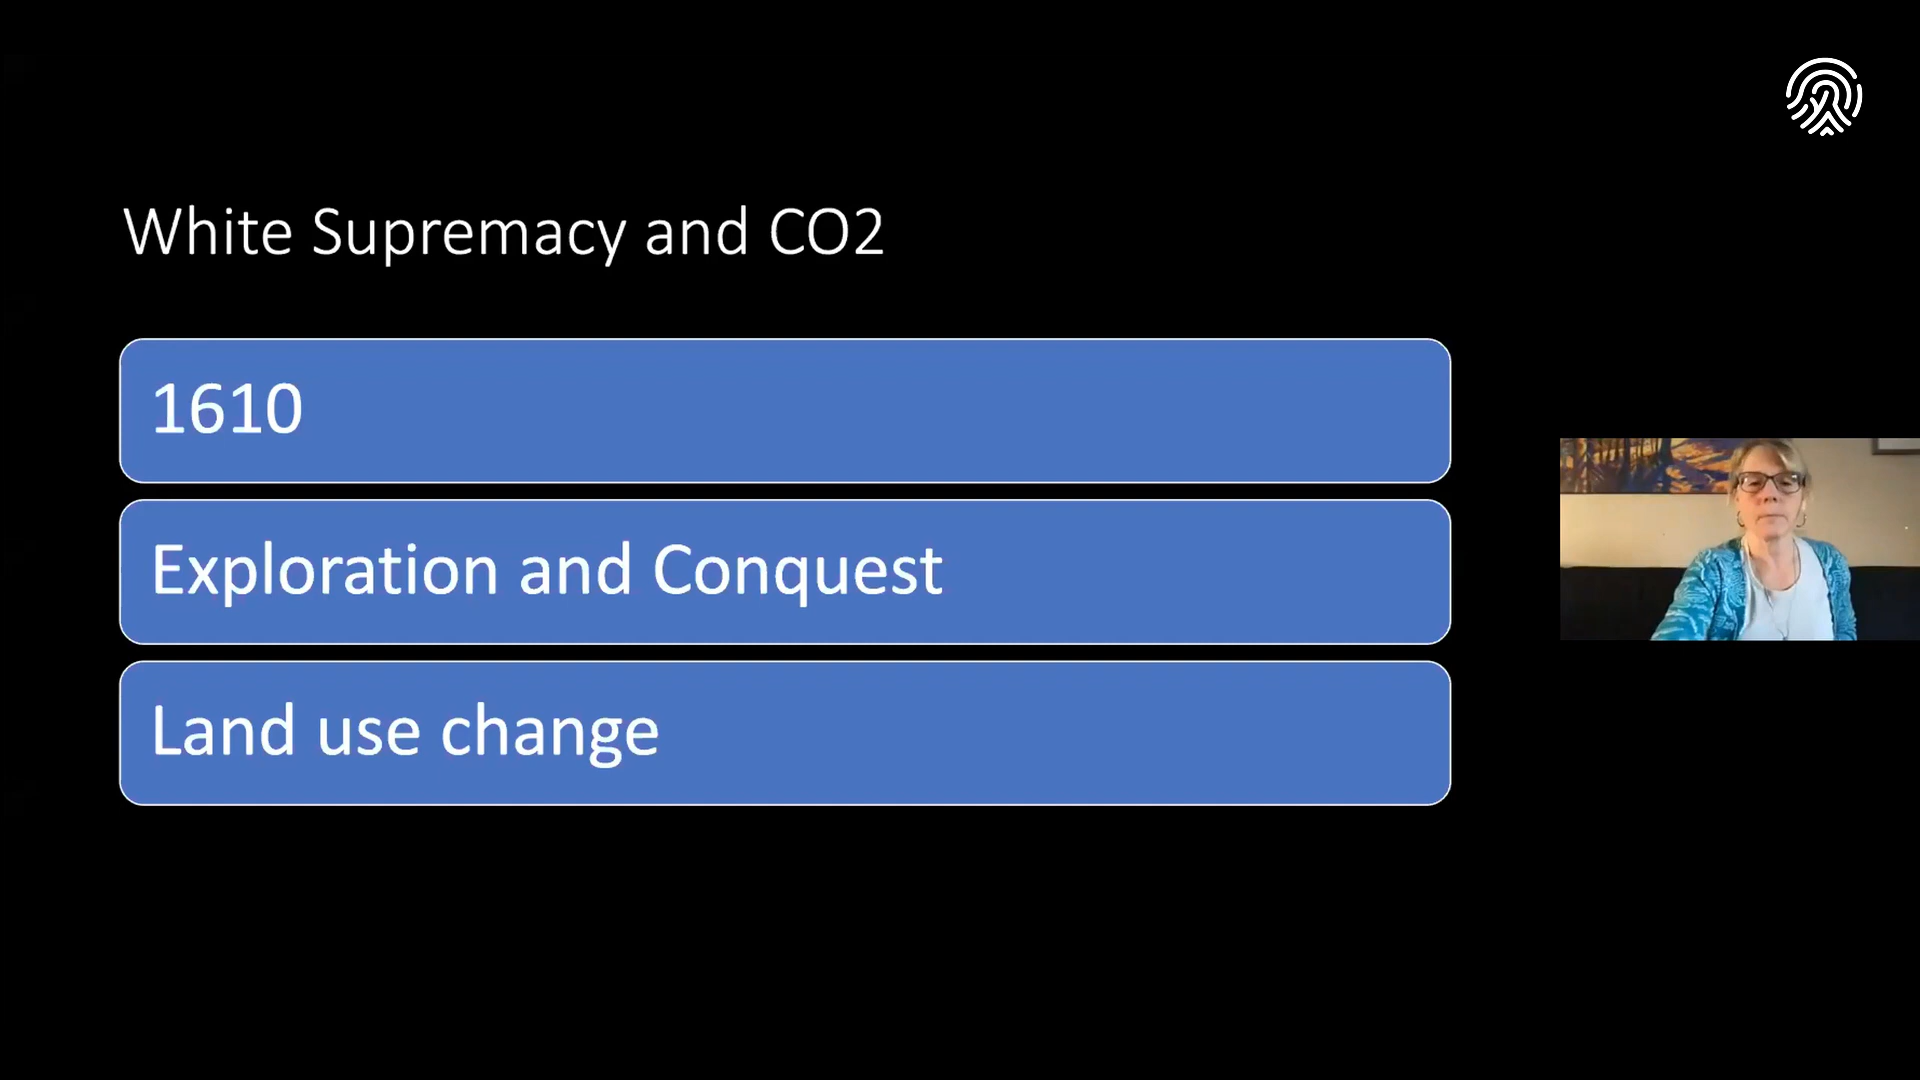 White Supremacy and CO2
1610
Exploration and Conquest
Land use change